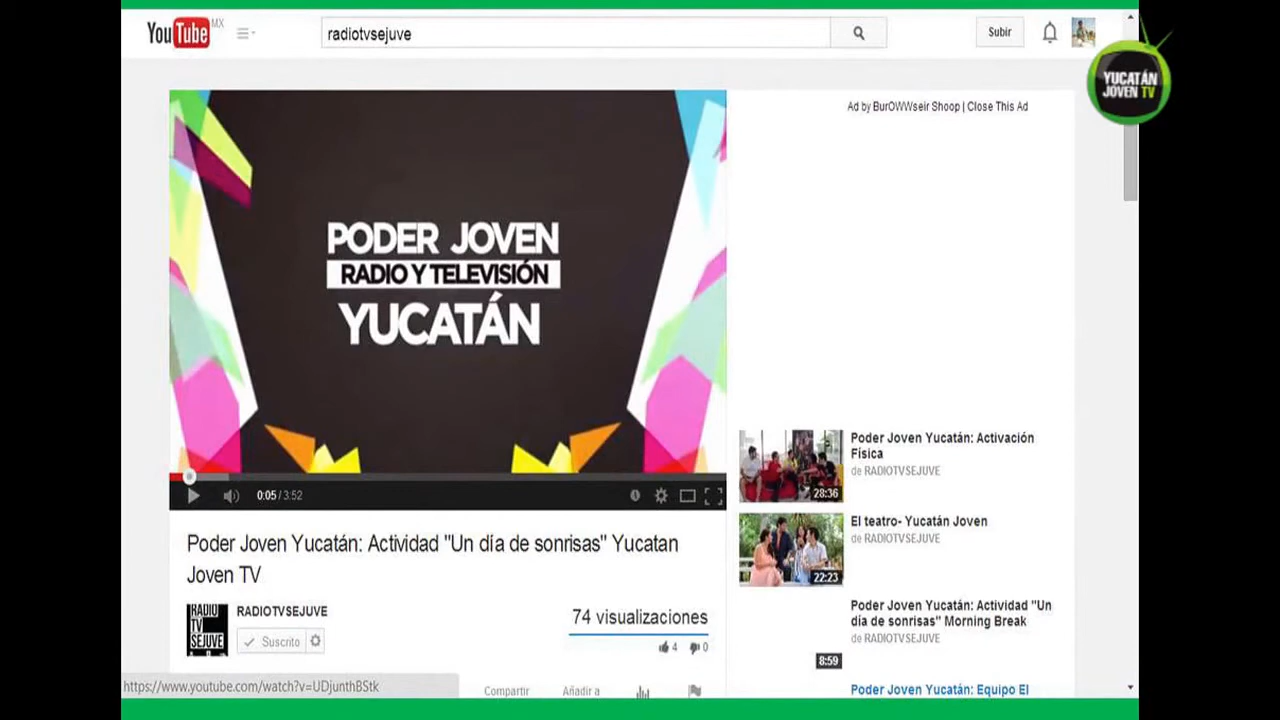 YouTube MX
radiotvsejuve
Subir
YUCATÁN
JOVEN TV
Ad by BurOWWseir Shoop | Close This Ad
PODER JOVEN
RADIO Y TELEVISIÓN
YUCATÁN
0:05 / 3:52
Poder Joven Yucatán: Actividad "Un día de sonrisas" Yucatan
Joven TV
RADIO
TV
SEJUVE
RADIOTVSEJUVE
Suscrito
74 visualizaciones
4
0
Compartir
Añadir a
https://www.youtube.com/watch?v=UDjunthBStk
Poder Joven Yucatán: Activación
Física
de RADIOTVSEJUVE
28:36
El teatro- Yucatán Joven
de RADIOTVSEJUVE
22:23
Poder Joven Yucatán: Actividad "Un
día de sonrisas" Morning Break
de RADIOTVSEJUVE
8:59
Poder Joven Yucatán: Equipo El